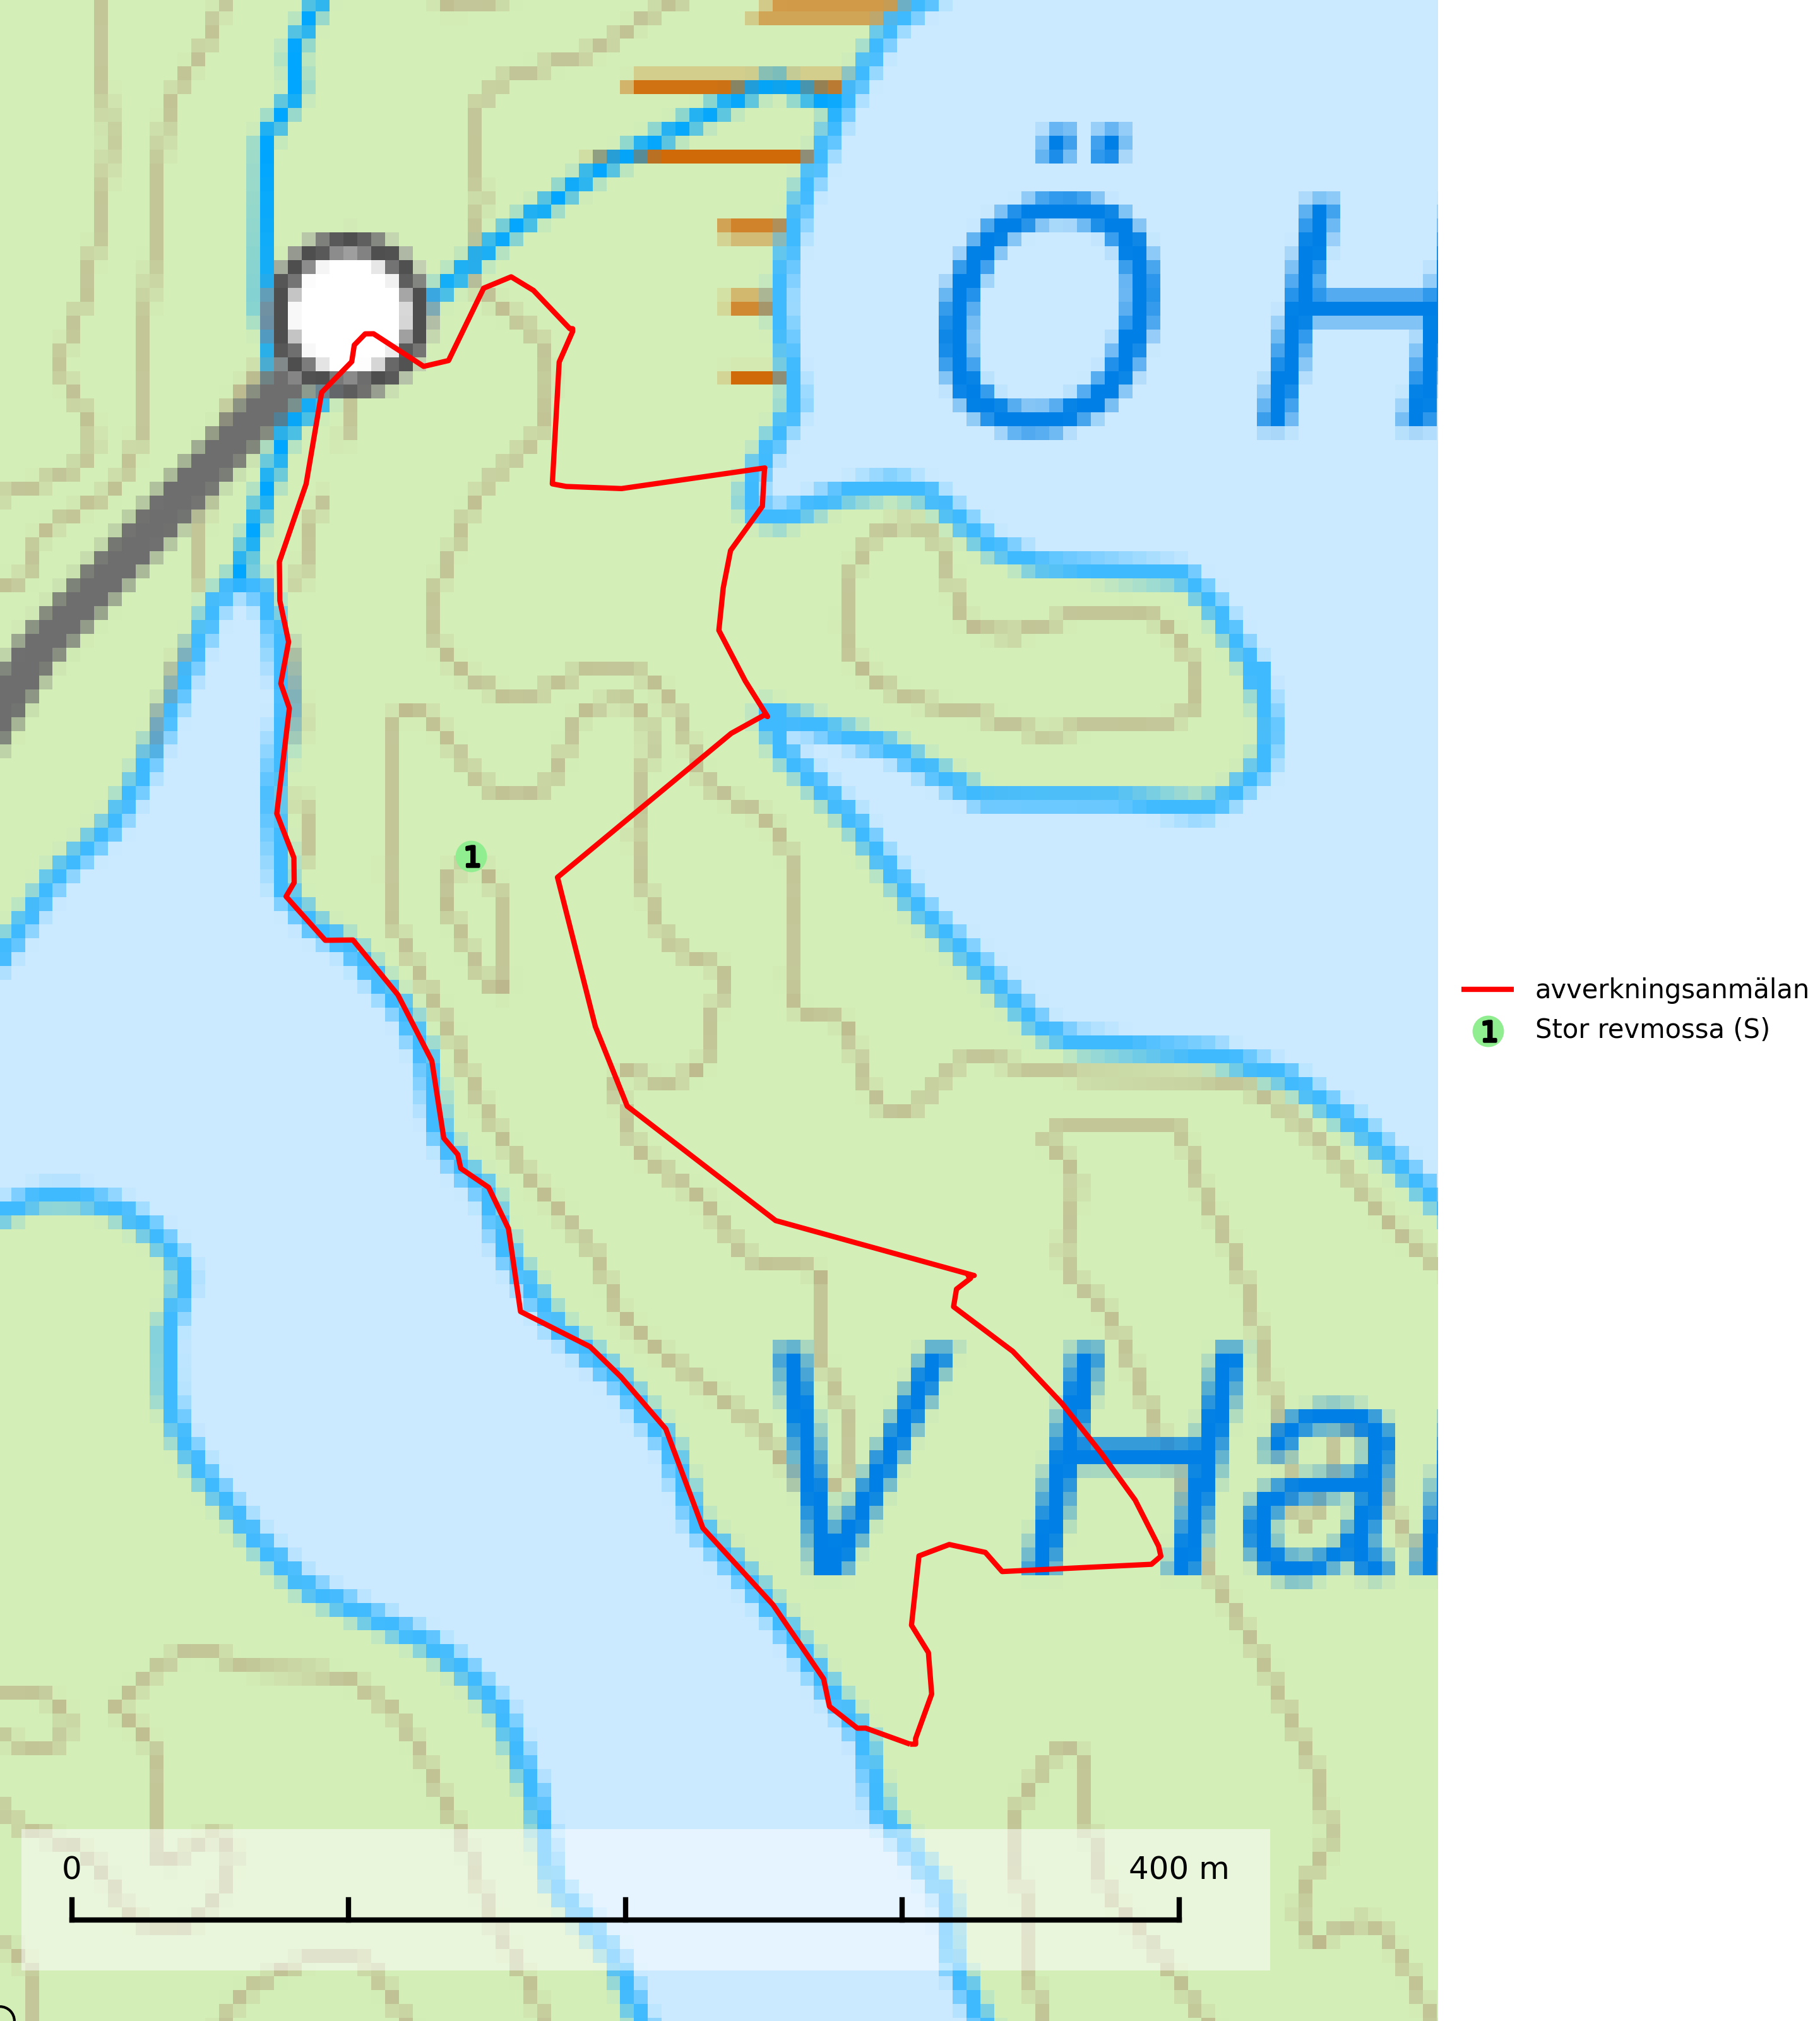 ÖH
1
avverkningsanmälan
1 Stor revmossa (S)
V Ha
0 400 m